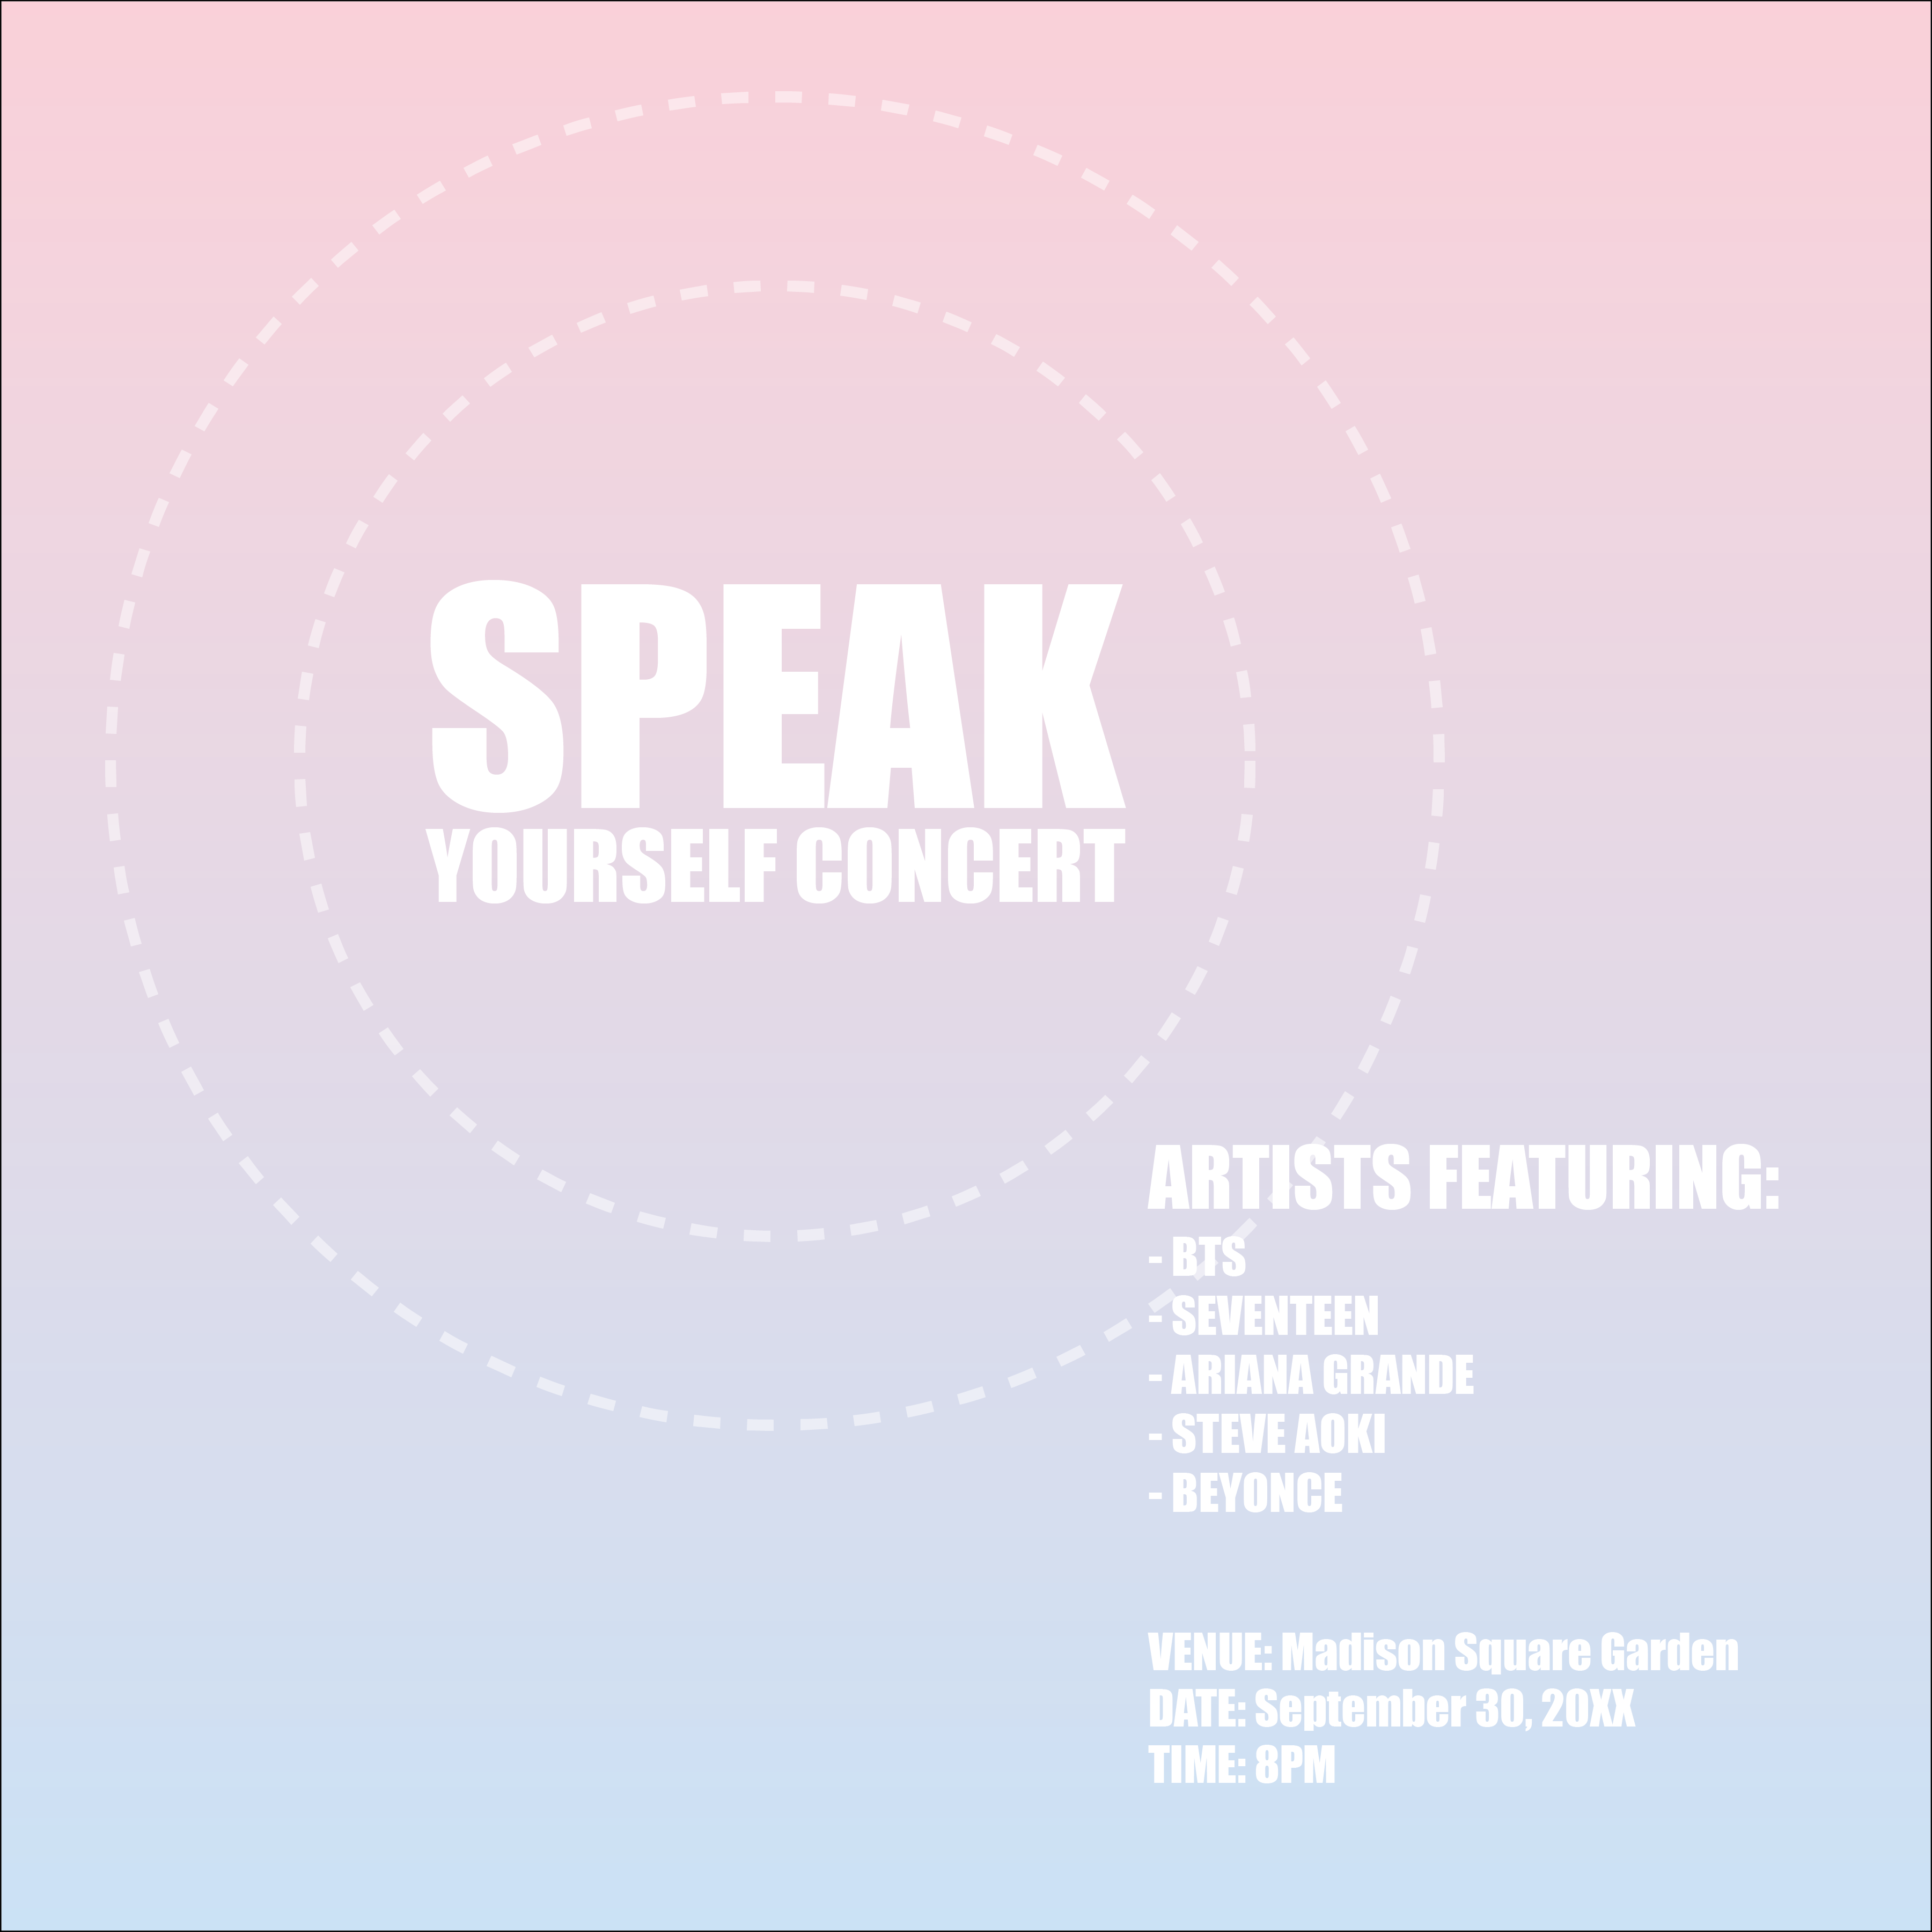 SPEAK
YOURSELF CONCERT
ARTISTS FEATURING:
- BTS
- SEVENTEEN
- ARIANA GRANDE
- STEVE AOKI
- BEYONCE
VENUE: Madison Square Garden
DATE: September 30, 20XX
TIME: 8PM